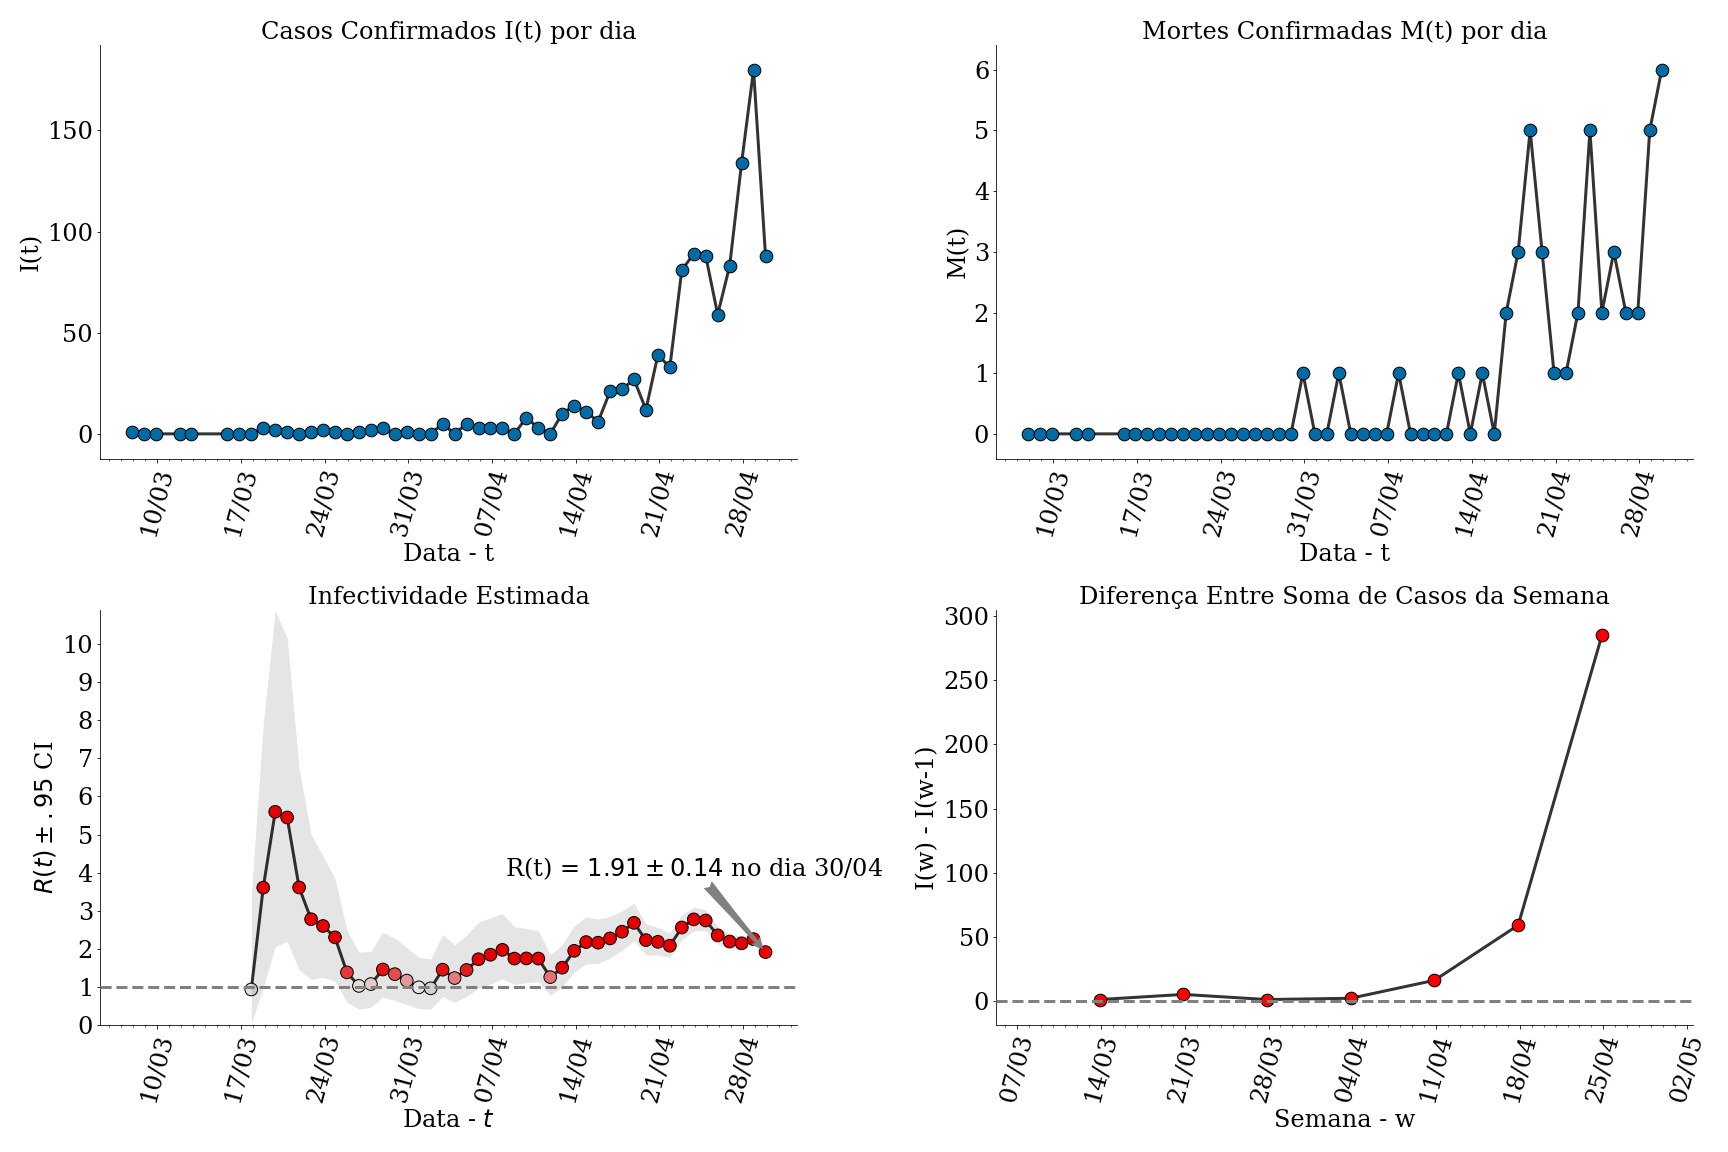 Casos Confirmados I(t) por dia
I(t)
150
100
50
0
10/03 17/03 24/03 31/03 07/04 14/04 21/04 28/04
Data - t
Mortes Confirmadas M(t) por dia
M(t)
6
5
4
3
2
1
0
10/03 17/03 24/03 31/03 07/04 14/04 21/04 28/04
Data - t
Infectividade Estimada
R(t) ± .95 CI
10
9
8
7
6
5
4
3
2
1
0
R(t) = 1.91 ± 0.14 no dia 30/04
10/03 17/03 24/03 31/03 07/04 14/04 21/04 28/04
Data - t
Diferença Entre Soma de Casos da Semana
I(w) - I(w-1)
300
250
200
150
100
50
0
07/03 14/03 21/03 28/03 04/04 11/04 18/04 25/04 02/05
Semana - w